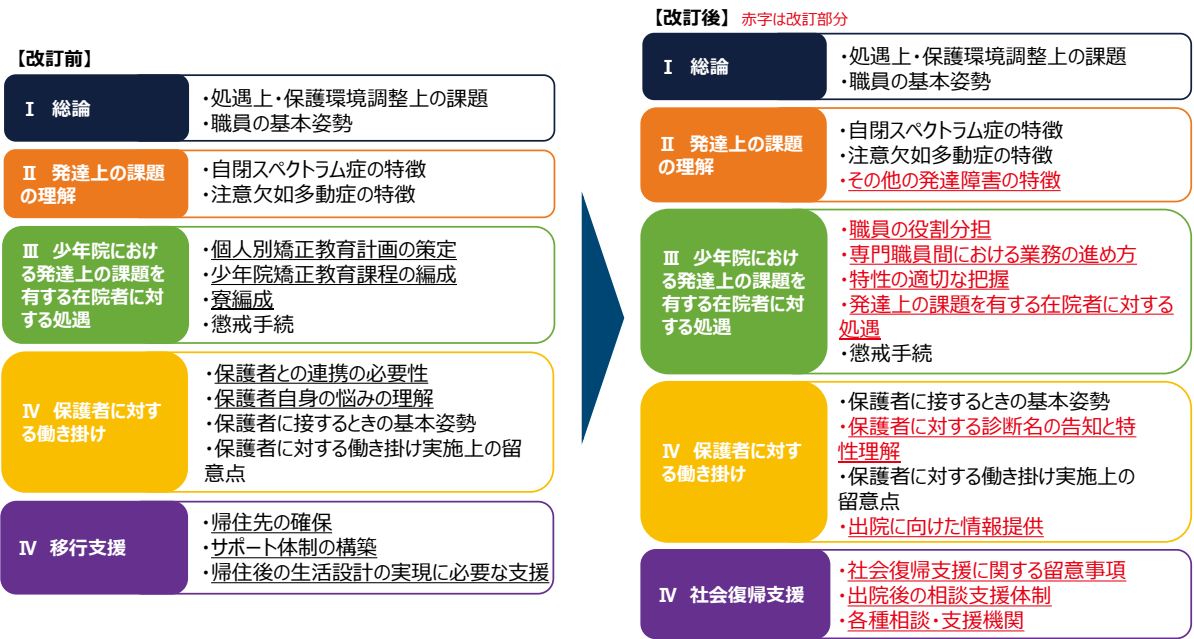 【改訂前】
Ⅰ 総論
・処遇上・保護環境調整上の課題
・職員の基本姿勢
Ⅱ 発達上の課題
の理解
・自閉スペクトラム症の特徴
・注意欠如多動症の特徴
Ⅲ 少年院におけ
る発達上の課題を
有する在院者に対
する処遇
・個人別矯正教育計画の策定
・少年院矯正教育課程の編成
・寮編成
・懲戒手続
Ⅳ 保護者に対す
る働き掛け
・保護者との連携の必要性
・保護者自身の悩みの理解
・保護者に接するときの基本姿勢
・保護者に対する働き掛け実施上の留
意点
Ⅳ 移行支援
・帰住先の確保
・サポート体制の構築
・帰住後の生活設計の実現に必要な支援
【改訂後】 赤字は改訂部分
Ⅰ 総論
・処遇上・保護環境調整上の課題
・職員の基本姿勢
Ⅱ 発達上の課題
の理解
・自閉スペクトラム症の特徴
・注意欠如多動症の特徴
・その他の発達障害の特徴
Ⅲ 少年院におけ
る発達上の課題を
有する在院者に対
する処遇
・職員の役割分担
・専門職員間における業務の進め方
・特性の適切な把握
・発達上の課題を有する在院者に対する
処遇
・懲戒手続
Ⅳ 保護者に対す
る働き掛け
・保護者に接するときの基本姿勢
・保護者に対する診断名の告知と特
性理解
・保護者に対する働き掛け実施上の
留意点
・出院に向けた情報提供
Ⅳ 社会復帰支援
・社会復帰支援に関する留意事項
・出院後の相談支援体制
・各種相談・支援機関